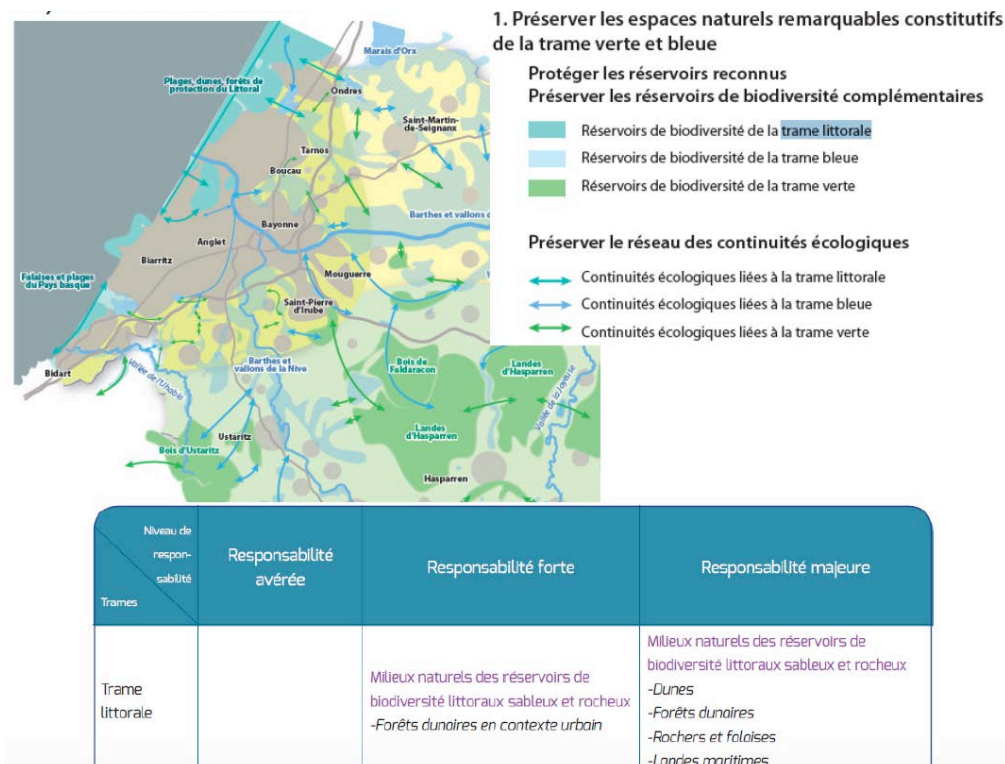 1. Préserver les espaces naturels remarquables constitutifs
de la trame verte et bleue
Protéger les réservoirs reconnus
Préserver les réservoirs de biodiversité complémentaires
Réservoirs de biodiversité de la trame littorale
Réservoirs de biodiversité de la trame bleue
Réservoirs de biodiversité de la trame verte
Préserver le réseau des continuités écologiques
Continuités écologiques liées à la trame littorale
Continuités écologiques liées à la trame bleue
Continuités écologiques liées à la trame verte
Marais d'Orx
Plages, dunes, forêts de
protection du Littoral
Ondres
Saint-Martin-
de-Seignanx
Tarnos
Boucau
Barthes et vallons
Bayonne
Anglet
Biarritz
Mouguerre
Falaises et plages
du Pays basque
Saint-Pierre
d'Irube
Bidart
Vallée de l'Uhabia
Barthes et
vallons de la Nive
Bois de
Faldaracon
Landes
d'Hasparren
Vallée de la Joyeuse
Ustaritz
Landes
d'Hasparren
Bois d'Ustaritz
Hasparren
Niveau de
respon-
sabilité
Trames
Responsabilité
avérée
Responsabilité forte
Responsabilité majeure
Trame
littorale
Milieux naturels des réservoirs de
biodiversité littoraux sableux et rocheux
-Forêts dunaires en contexte urbain
Milieux naturels des réservoirs de
biodiversité littoraux sableux et rocheux
-Dunes
-Forêts dunaires
-Rochers et falaises
-Landes maritimes